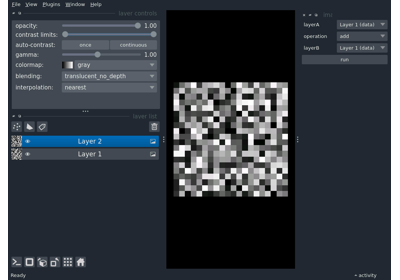 File View Plugins Window Help
layer controls
opacity: 1.00
contrast limits:
auto-contrast: once continuous
gamma: 1.00
colormap: gray
blending: translucent_no_depth
interpolation: nearest
layer list
Layer 2
Layer 1
layerA Layer 1 (data)
operation add
layerB Layer 1 (data)
run
Ready
activity